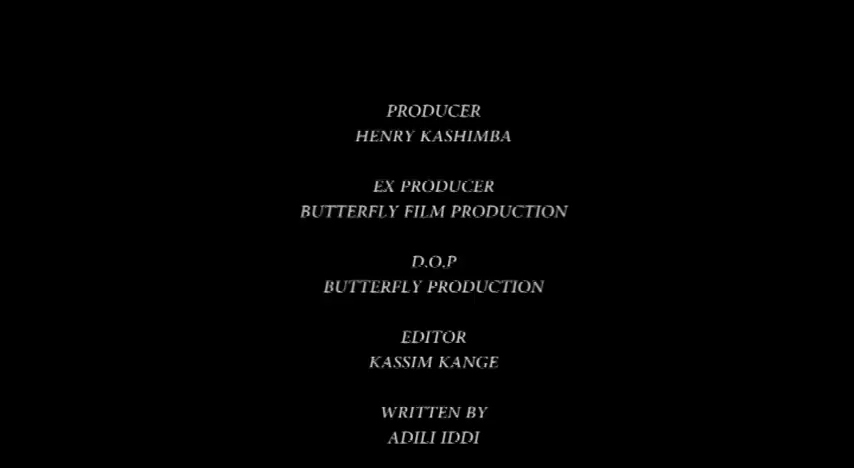 PRODUCER
HENRY KASHIMBA
EX PRODUCER
BUTTERFLY FILM PRODUCTION
D.O.P
BUTTERFLY PRODUCTION
EDITOR
KASSIM KANGE
WRITTEN BY
ADILI IDDI